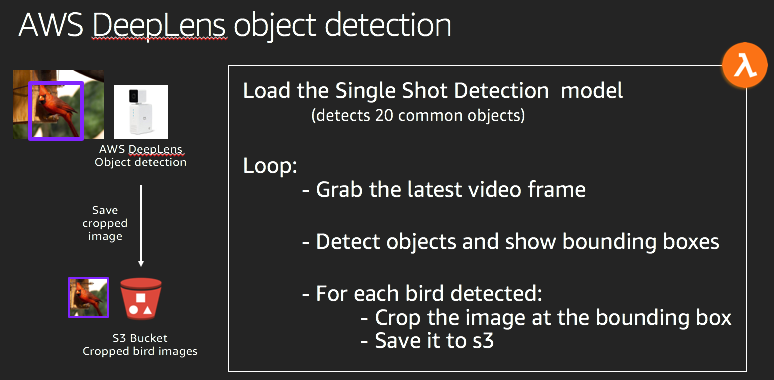 AWS DeepLens object detection
AWS DeepLens
Object detection
Save
cropped
image
S3 Bucket
Cropped bird images
λ
Load the Single Shot Detection model
(detects 20 common objects)
Loop:
- Grab the latest video frame
- Detect objects and show bounding boxes
- For each bird detected:
- Crop the image at the bounding box
- Save it to s3